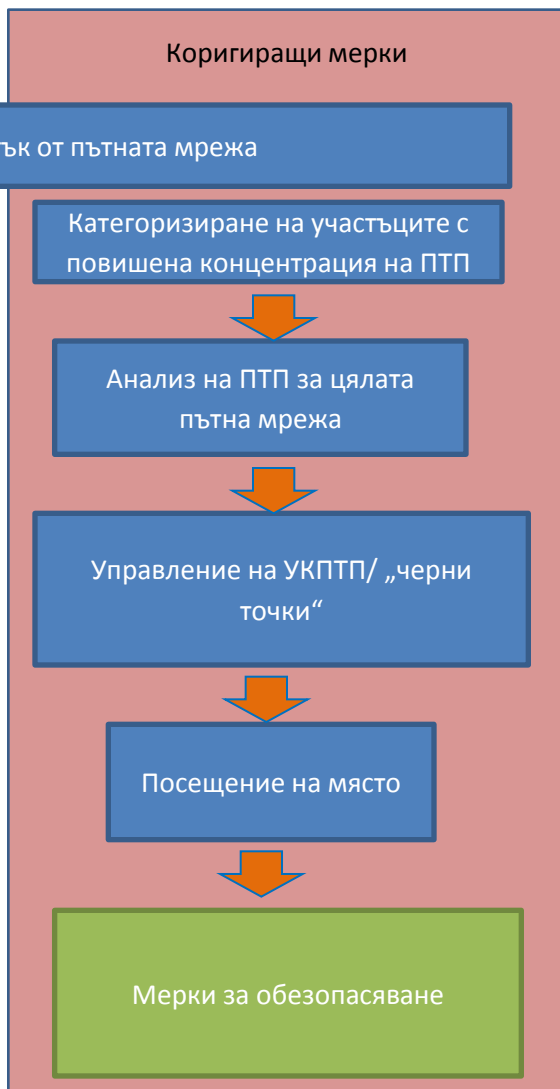 Коригиращи мерки
ък от пътната мрежа
Категоризиране на участъците с
повишена концентрация на ПТП
Анализ на ПТП за цялата
пътна мрежа
Управление на УКПТП/ „черни
точки“
Посещение на място
Мерки за обезопасяване